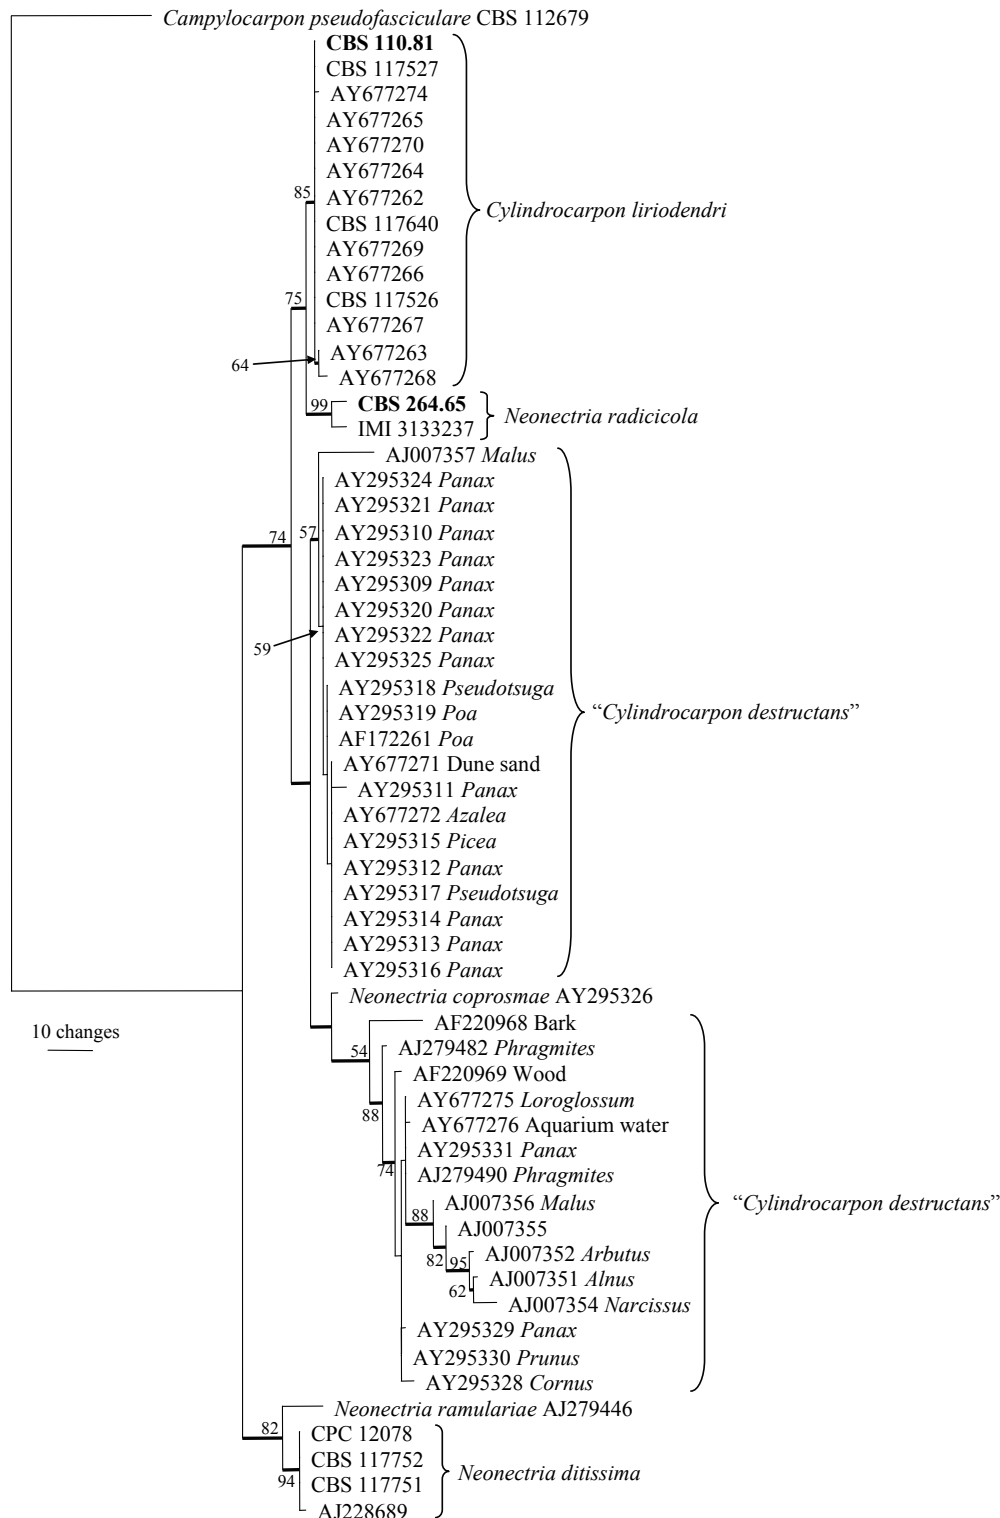 Campylocarpon pseudofasciculare CBS 112679
CBS 110.81
CBS 117527
AY677274
AY677265
AY677270
AY677264
85
AY677262
Cylindrocarpon liriodendri
CBS 117640
AY677269
AY677266
75
CBS 117526
AY677267
AY677263
64
AY677268
99
CBS 264.65
Neonectria radicicola
IMI 3133237
AJ007357 Malus
AY295324 Panax
AY295321 Panax
57
AY295310 Panax
74
AY295323 Panax
AY295309 Panax
AY295320 Panax
AY295322 Panax
59
AY295325 Panax
AY295318 Pseudotsuga
AY295319 Poa
“Cylindrocarpon destructans”
AF172261 Poa
AY677271 Dune sand
AY295311 Panax
AY677272 Azalea
AY295315 Picea
AY295312 Panax
AY295317 Pseudotsuga
AY295314 Panax
AY295313 Panax
AY295316 Panax
Neonectria coprosmae AY295326
10 changes
AF220968 Bark
54
AJ279482 Phragmites
AF220969 Wood
AY677275 Loroglossum
88
AY677276 Aquarium water
AY295331 Panax
74
AJ279490 Phragmites
AJ007356 Malus
“Cylindrocarpon destructans”
88
AJ007355
82
95
AJ007352 Arbutus
AJ007351 Alnus
62
AJ007354 Narcissus
AY295329 Panax
AY295330 Prunus
AY295328 Cornus
Neonectria ramulariae AJ279446
82
CPC 12078
CBS 117752
Neonectria ditissima
94
CBS 117751
AJ228689